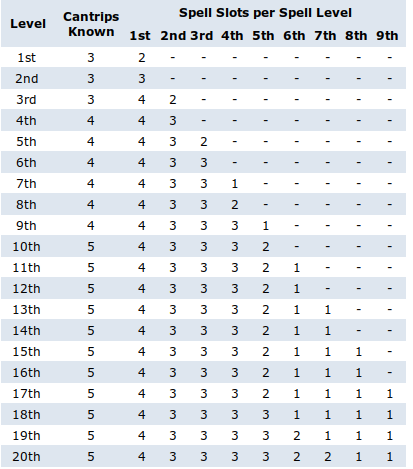 Level Cantrips Known Spell Slots per Spell Level
1st 2nd 3rd 4th 5th 6th 7th 8th 9th
1st 3 2 - - - - - - - -
2nd 3 3 - - - - - - - -
3rd 3 4 2 - - - - - - -
4th 4 4 3 - - - - - - -
5th 4 4 3 2 - - - - - -
6th 4 4 3 3 - - - - - -
7th 4 4 3 3 1 - - - - -
8th 4 4 3 3 2 - - - - -
9th 4 4 3 3 3 1 - - - -
10th 5 4 3 3 3 2 - - - -
11th 5 4 3 3 3 2 1 - - -
12th 5 4 3 3 3 2 1 - - -
13th 5 4 3 3 3 2 1 1 - -
14th 5 4 3 3 3 2 1 1 - -
15th 5 4 3 3 3 2 1 1 1 -
16th 5 4 3 3 3 2 1 1 1 -
17th 5 4 3 3 3 2 1 1 1 1
18th 5 4 3 3 3 3 1 1 1 1
19th 5 4 3 3 3 3 2 1 1 1
20th 5 4 3 3 3 3 2 2 1 1